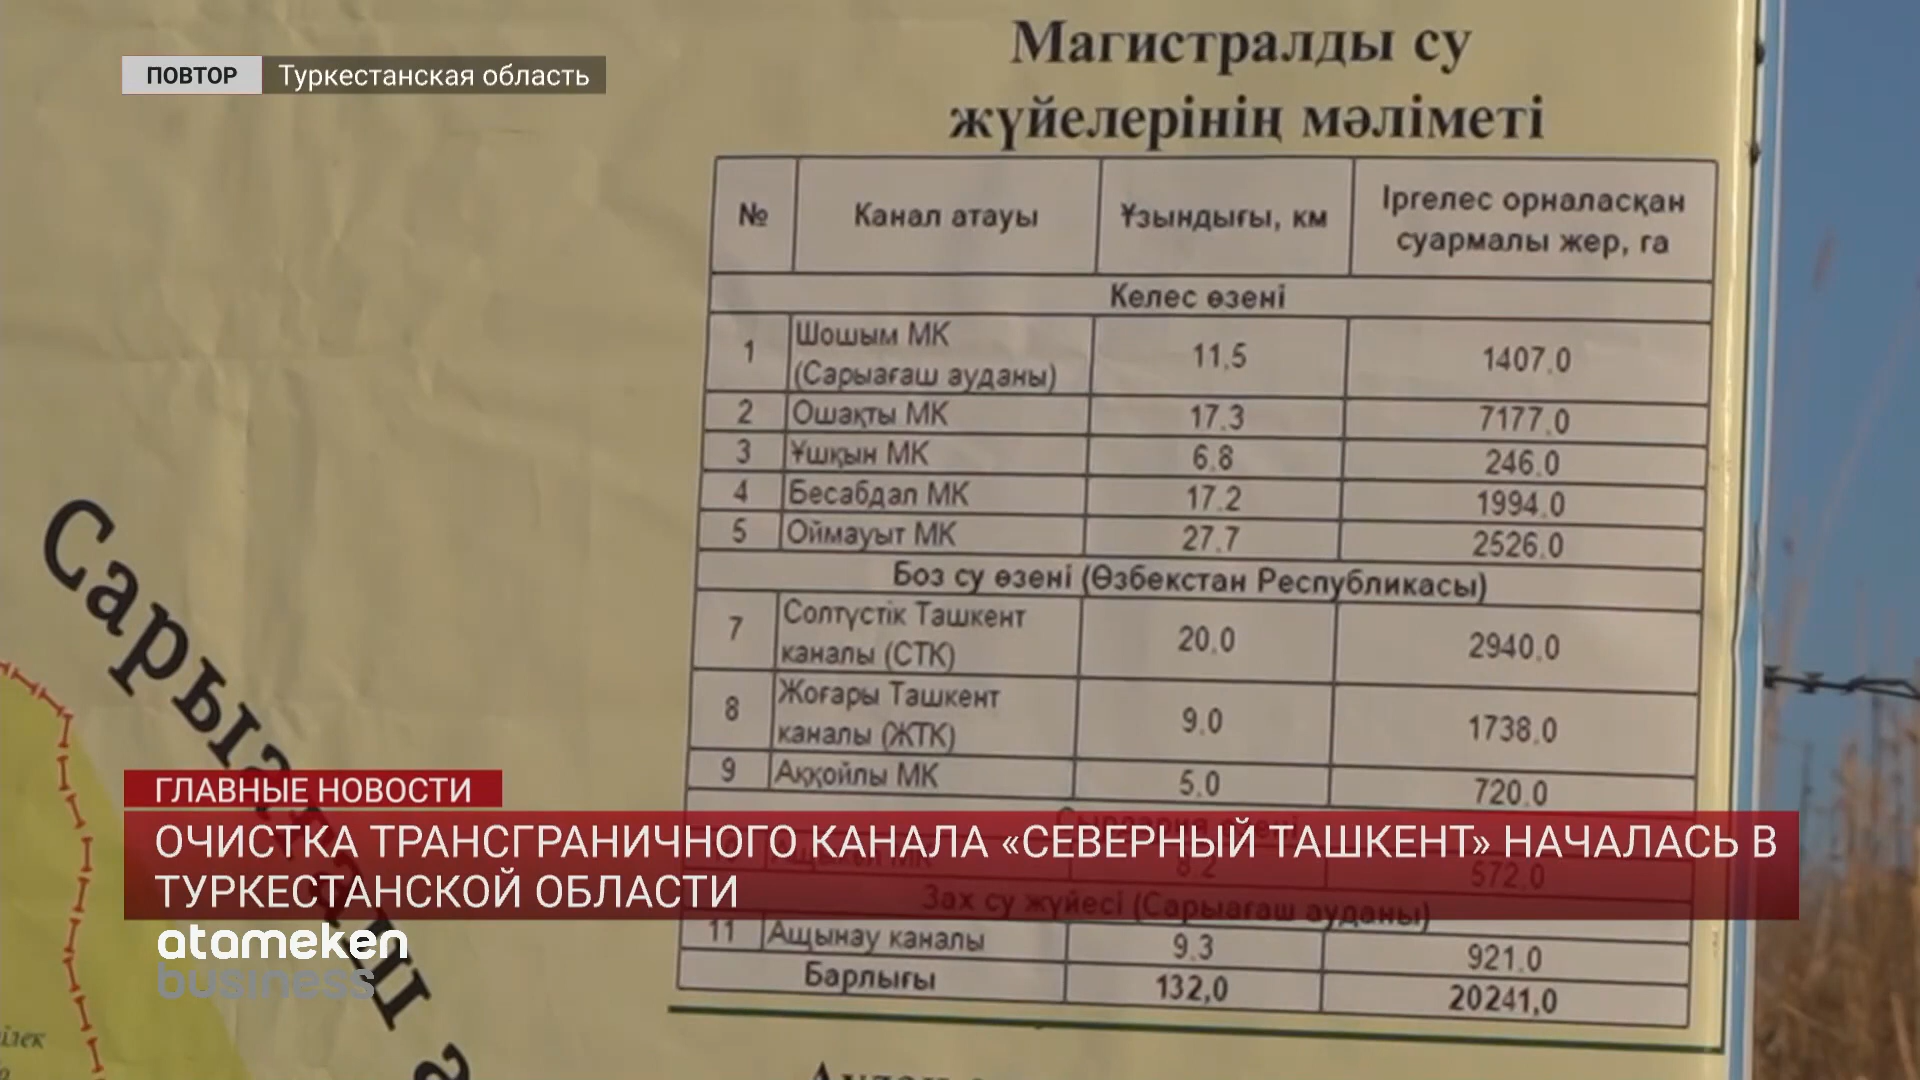 ПОВТОР Туркестанская область
Магистралды су
жүйелерінің мәліметі
№ Канал атауы Ұзындығы, км Іргелес орналасқан суармалы жер, га
Келес өзені
1 Шошым МК (Сарыағаш ауданы) 11,5 1407,0
2 Ошақты МК 17,3 7177,0
3 Ұшқын МК 6,8 246,0
4 Бесабдал МК 17,2 1994,0
5 Оймауыт МК 27,7 2526,0
Боз су өзені (Өзбекстан Республикасы)
7 Солтүстік Ташкент каналы (СТК) 20,0 2940,0
8 Жоғары Ташкент каналы (ЖТК) 9,0 1738,0
9 Аққойлы МК 5,0 720,0
8,2 572,0
Зах су жүйесі (Сарыағаш ауданы)
11 Ащынау каналы 9,3 921,0
Барлығы 132,0 20241,0
ГЛАВНЫЕ НОВОСТИ
ОЧИСТКА ТРАНСГРАНИЧНОГО КАНАЛА «СЕВЕРНЫЙ ТАШКЕНТ» НАЧАЛАСЬ В
ТУРКЕСТАНСКОЙ ОБЛАСТИ
atameken
business